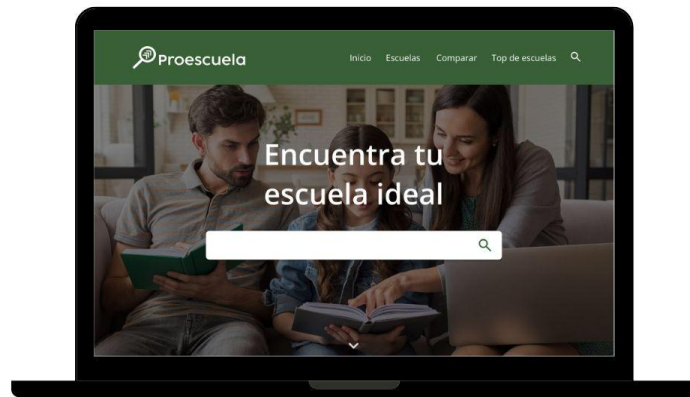 Proescuela
Inicio Escuelas Comparar Top de escuelas
Encuentra tu
escuela ideal